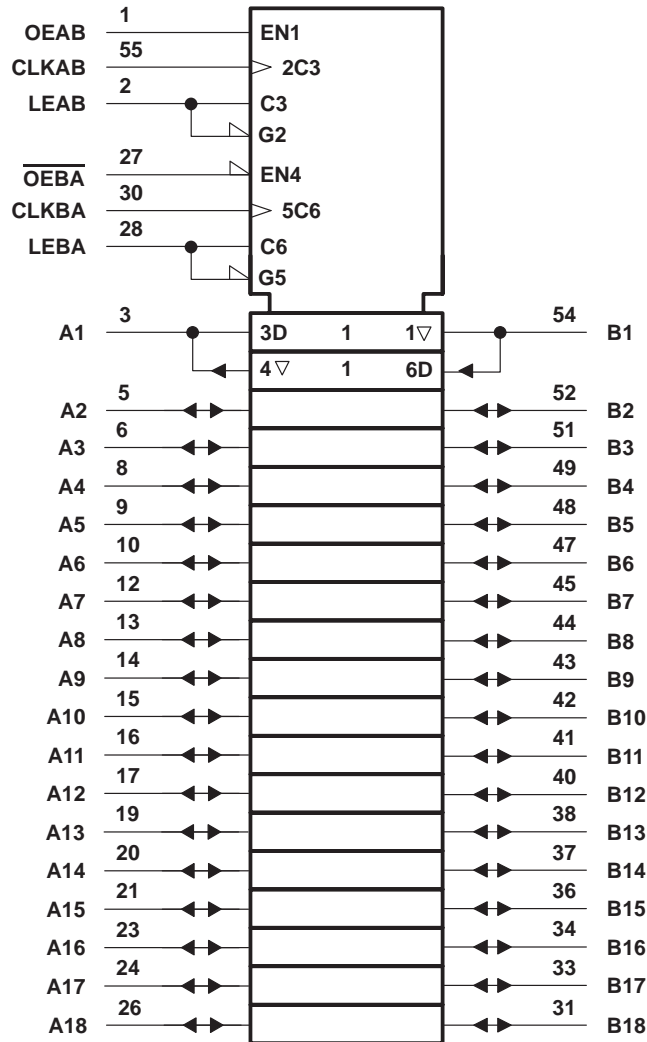 1
OEAB EN1
55
CLKAB 2C3
2
LEAB C3
G2
27
OEBA EN4
30
CLKBA 5C6
28
LEBA C6
G5
3 54
A1 3D 1 1▽ B1
4▽ 1 6D
5 52
A2 B2
6 51
A3 B3
8 49
A4 B4
9 48
A5 B5
10 47
A6 B6
12 45
A7 B7
13 44
A8 B8
14 43
A9 B9
15 42
A10 B10
16 41
A11 B11
17 40
A12 B12
19 38
A13 B13
20 37
A14 B14
21 36
A15 B15
23 34
A16 B16
24 33
A17 B17
26 31
A18 B18